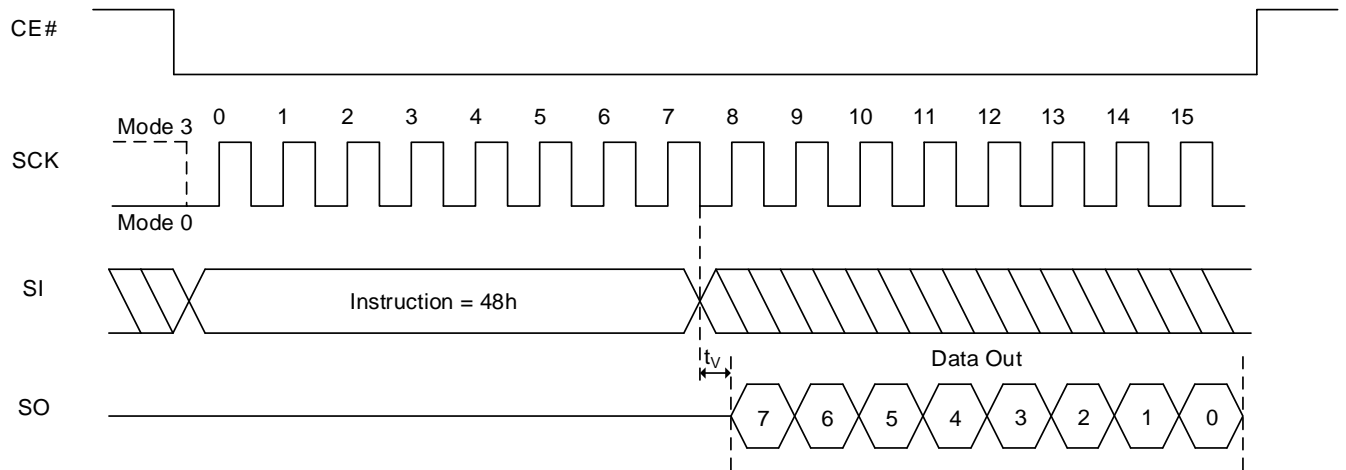 CE#
Mode 3 0 1 2 3 4 5 6 7 8 9 10 11 12 13 14 15
SCK
Mode 0
SI
Instruction = 48h
tV Data Out
SO
7 6 5 4 3 2 1 0